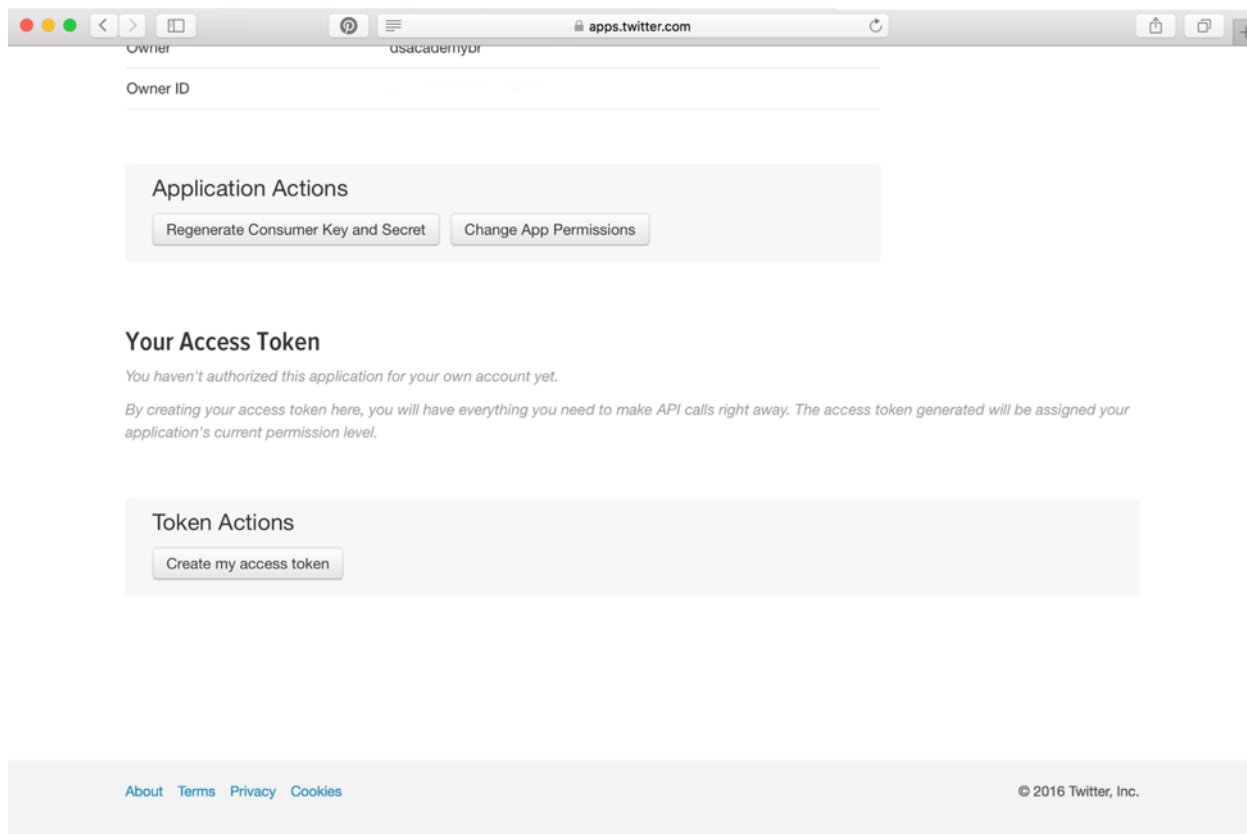 apps.twitter.com
Owner dsacademybr
Owner ID
Application Actions
Regenerate Consumer Key and Secret Change App Permissions
Your Access Token
You haven't authorized this application for your own account yet.
By creating your access token here, you will have everything you need to make API calls right away. The access token generated will be assigned your
application's current permission level.
Token Actions
Create my access token
About Terms Privacy Cookies © 2016 Twitter, Inc.